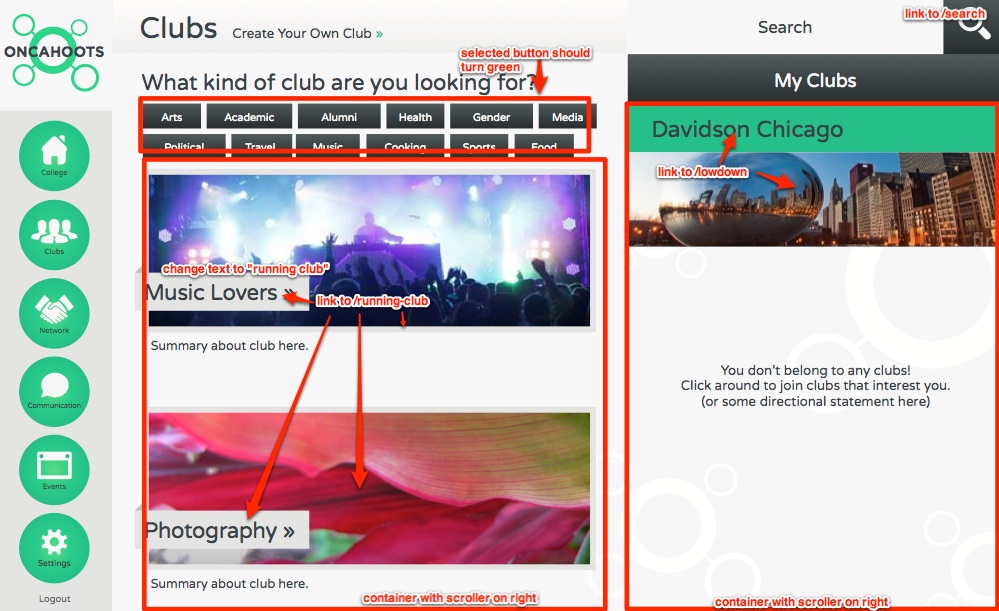 ONCAHOOTS
College
Clubs
Network
Communication
Events
Settings
Logout
Clubs Create Your Own Club »
selected button should
turn green
What kind of club are you looking for?
Arts Academic Alumni Health Gender Media
Political Travel Music Cooking Sports Food
change text to "running club"
Music Lovers »
link to /running-club
Summary about club here.
Photography »
Summary about club here.
container with scroller on right
Search
link to /search
My Clubs
Davidson Chicago
link to /lowdown
You don't belong to any clubs!
Click around to join clubs that interest you.
(or some directional statement here)
container with scroller on right